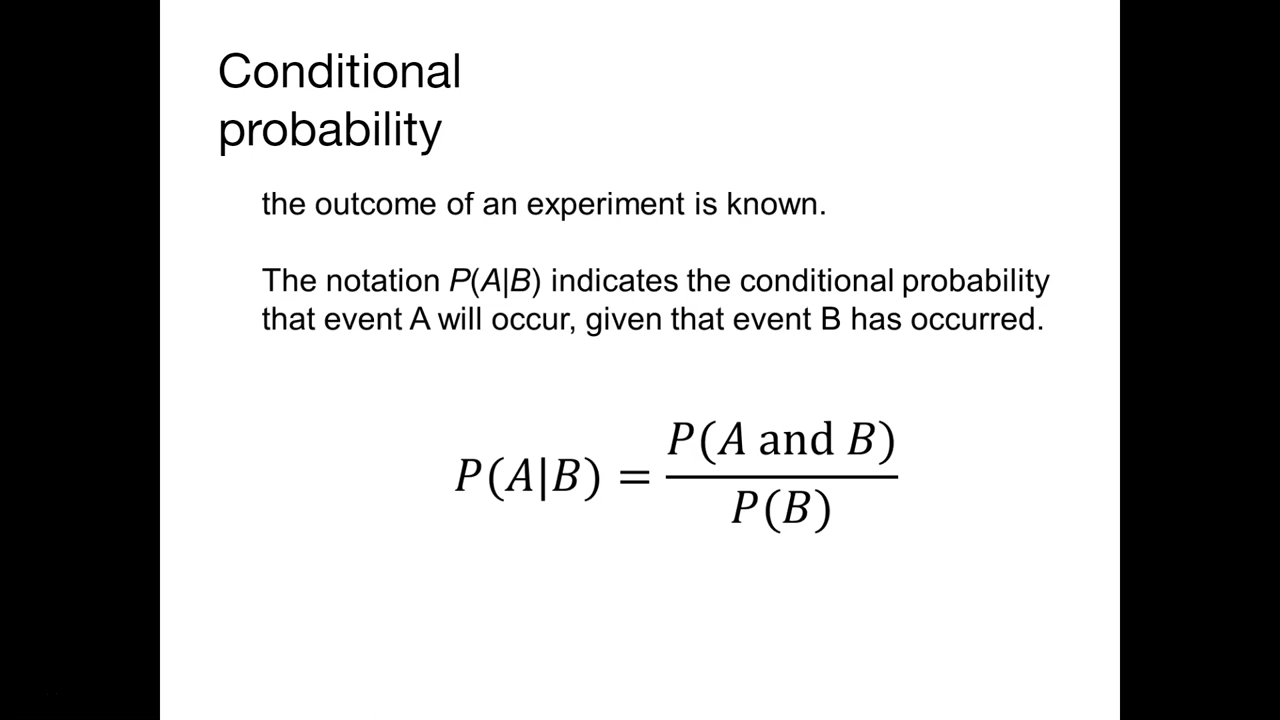 Conditional
probability
the outcome of an experiment is known.
The notation P(A|B) indicates the conditional probability
that event A will occur, given that event B has occurred.
P(A|B) = P(A and B) / P(B)